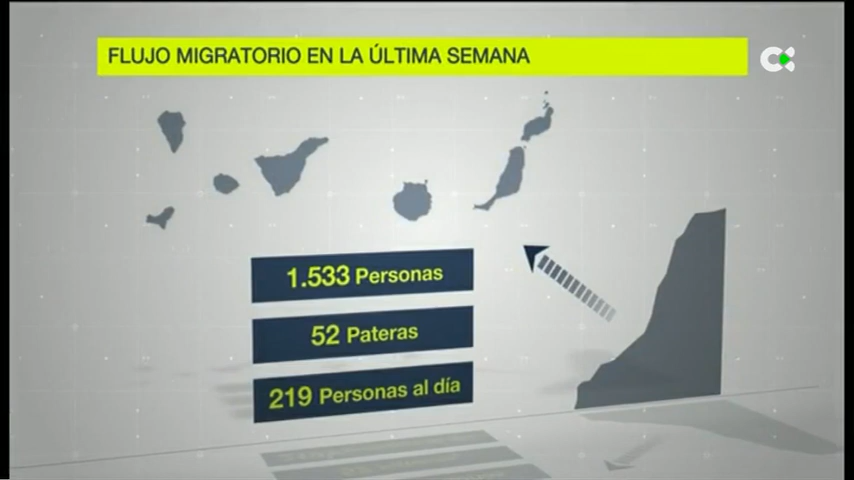 FLUJO MIGRATORIO EN LA ÚLTIMA SEMANA
1.533 Personas
52 Pateras
219 Personas al día